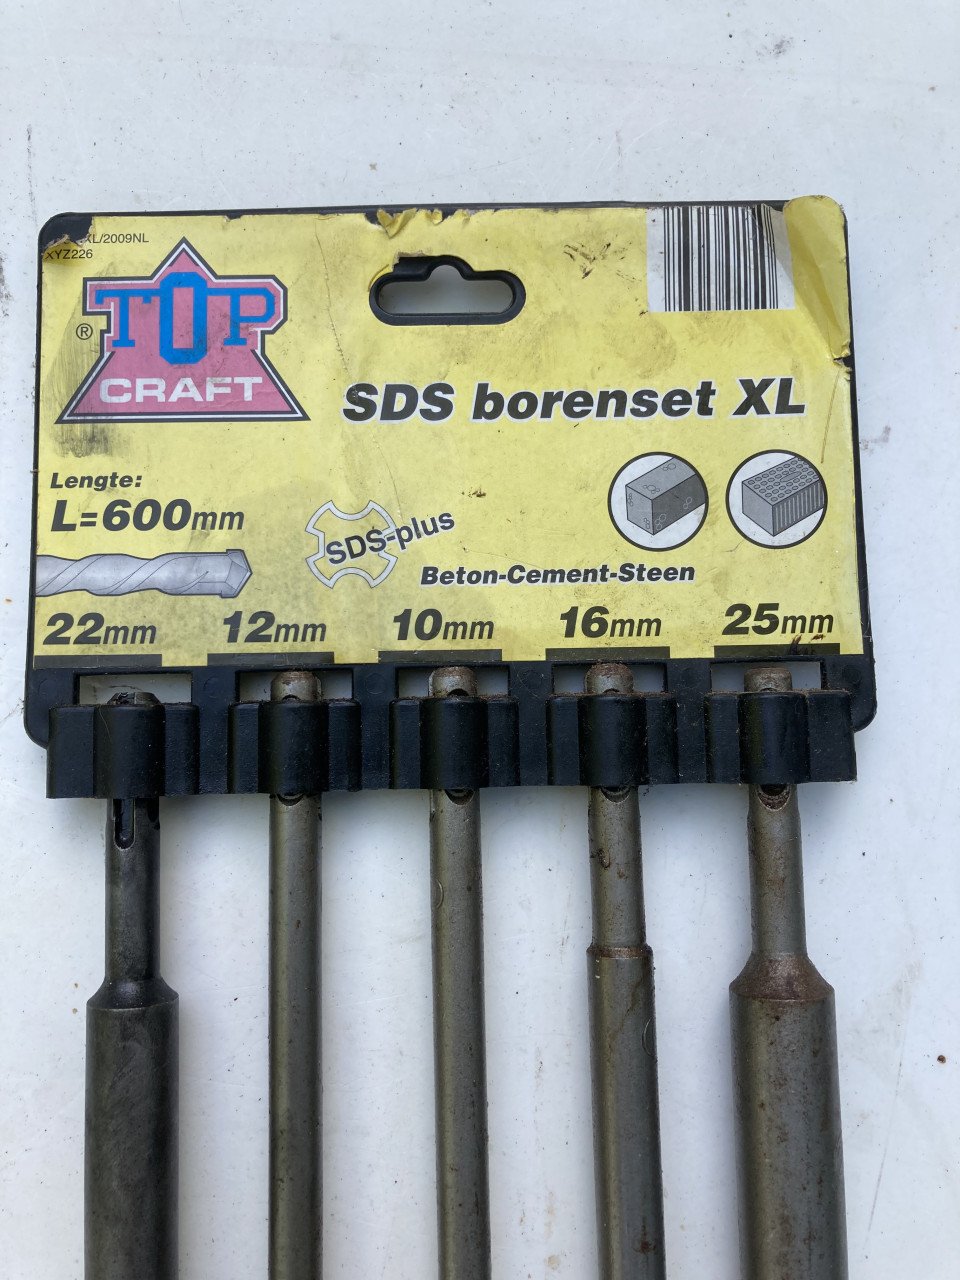 XL/2009NL
XYZ226
®
TOP
CRAFT
SDS borenset XL
Lengte:
L=600mm
SDS-plus
Beton-Cement-Steen
22mm 12mm 10mm 16mm 25mm